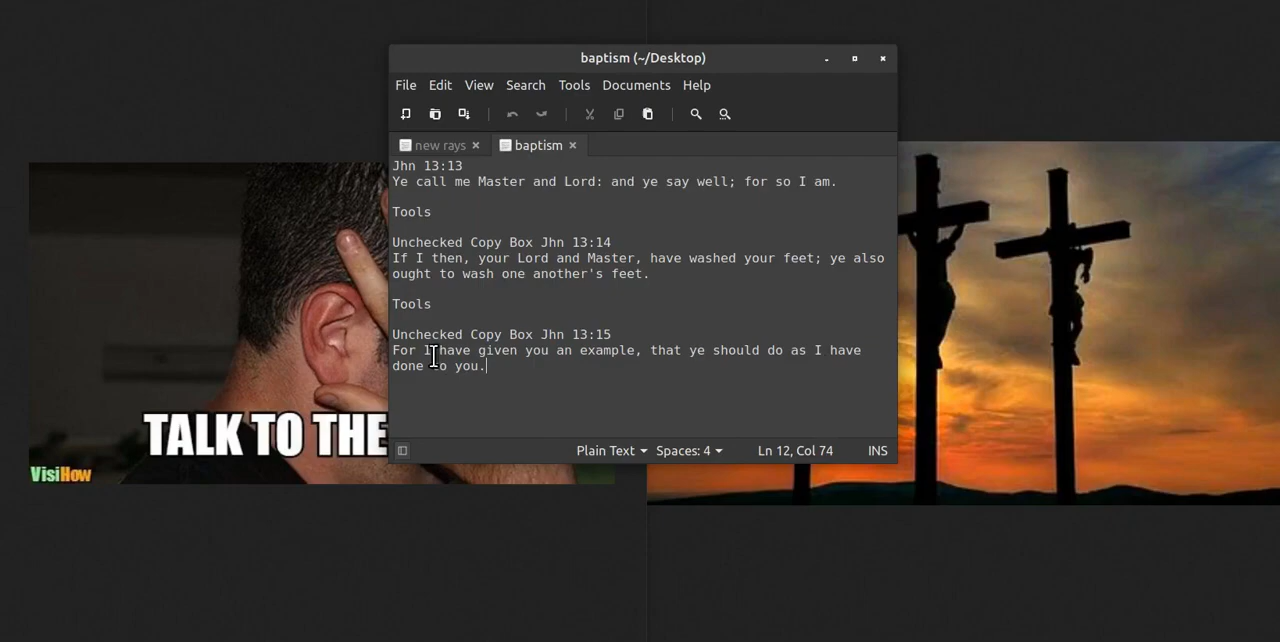 baptism (~/Desktop)
File Edit View Search Tools Documents Help
new rays baptism
Jhn 13:13
Ye call me Master and Lord: and ye say well; for so I am.
Tools
Unchecked Copy Box Jhn 13:14
If I then, your Lord and Master, have washed your feet; ye also
ought to wash one another's feet.
Tools
Unchecked Copy Box Jhn 13:15
For I have given you an example, that ye should do as I have
done to you.
TALK TO THE
VisiHow
Plain Text Spaces: 4 Ln 12, Col 74 INS